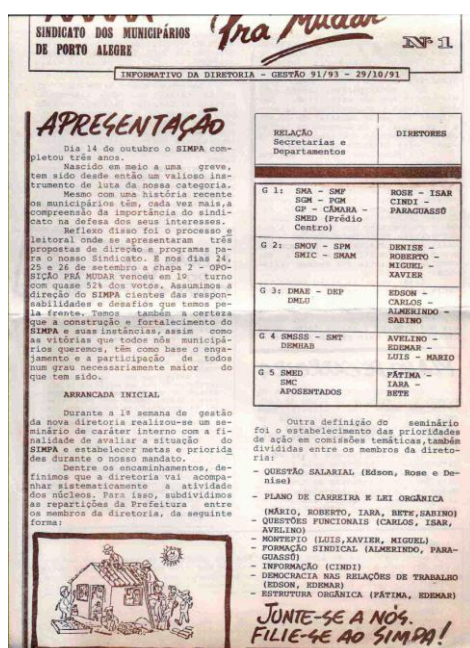 SINDICATO DOS MUNICIPÁRIOS
DE PORTO ALEGRE
Pra Mudar
Nº 1
INFORMATIVO DA DIRETORIA - GESTÃO 91/93 - 29/10/91
APRESENTAÇÃO
Dia 14 de outubro o SIMPA com-
pletou três anos.
Nascido em meio a uma greve,
tem sido desde então um valioso ins-
trumento de luta da nossa categoria.
Mesmo com uma história recente
os municipários têm, cada vez mais,a
compreensão da importância do sindi-
cato na defesa dos seus interesses.
Reflexo disso foi o processo e
leitoral onde se apresentaram três
propostas de direção e programas pa-
ra o nosso Sindicato. E nos dias 24,
25 e 26 de setembro a chapa 2 - OPO-
SIÇÃO PRÁ MUDAR venceu em 1º turno
com quase 52% dos votos. Assumimos a
direção do SIMPA cientes das respon-
sabilidades e desafios que temos pe-
la frente. Temos também a certeza
que a construção e fortalecimento do
SIMPA e suas instâncias, assim como
as vitórias que todos nós municipá-
rios queremos, têm como base o enga-
jamento e a participação de todos
num grau necessariamente maior do
que tem sido.
ARRANCADA INICIAL
Durante a 1ª semana de gestão
da nova diretoria realizou-se um se-
minário de caráter interno com a fi-
nalidade de avaliar a situação do
SIMPA e estabelecer metas e priorida
des durante o nosso mandato.
Dentre os encaminhamentos, de-
finimos que a diretoria vai acompa-
nhar sistematicamente a atividade
dos núcleos. Para isso, subdividimos
as repartições da Prefeitura entre
os membros da diretoria, da seguinte
forma:
RELAÇÃO
Secretarias e
Departamentos
DIRETORES
G 1: SMA - SMF
SGM - PGM
GP - CÂMARA -
SMED (Prédio
Centro)
ROSE - ISAR
CINDI -
PARAGUASSÚ
G 2: SMOV - SPM
SMIC - SMAM
DENISE -
ROBERTO -
MIGUEL -
XAVIER
G 3: DMAE - DEP
DMLU
EDSON -
CARLOS -
ALMERINDO -
SABINO
G 4 SMSSS - SMT
DEMHAB
AVELINO -
EDEMAR -
LUIS - MARIO
G 5 SMED
SMC
APOSENTADOS
FÁTIMA -
IARA -
BETE
Outra definição do seminário
foi o estabelecimento das prioridades
de ação em comissões temáticas,também
divididas entre os membros da direto-
ria:
- QUESTÃO SALARIAL (Edson, Rose e De-
nise)
- PLANO DE CARREIRA E LEI ORGÂNICA
(MÁRIO, ROBERTO, IARA, BETE,SABINO)
- QUESTÕES FUNCIONAIS (CARLOS, ISAR,
AVELINO)
- MONTEPIO (LUIS,XAVIER, MIGUEL)
- FORMAÇÃO SINDICAL (ALMERINDO, PARA-
GUASSÚ)
- INFORMAÇÃO (CINDI)
- DEMOCRACIA NAS RELAÇÕES DE TRABALHO
(EDSON, EDEMAR)
- ESTRUTURA ORGÂNICA (FÁTIMA, EDEMAR)
JUNTE-SE A NÓS.
FILIE-SE AO SIMPA!